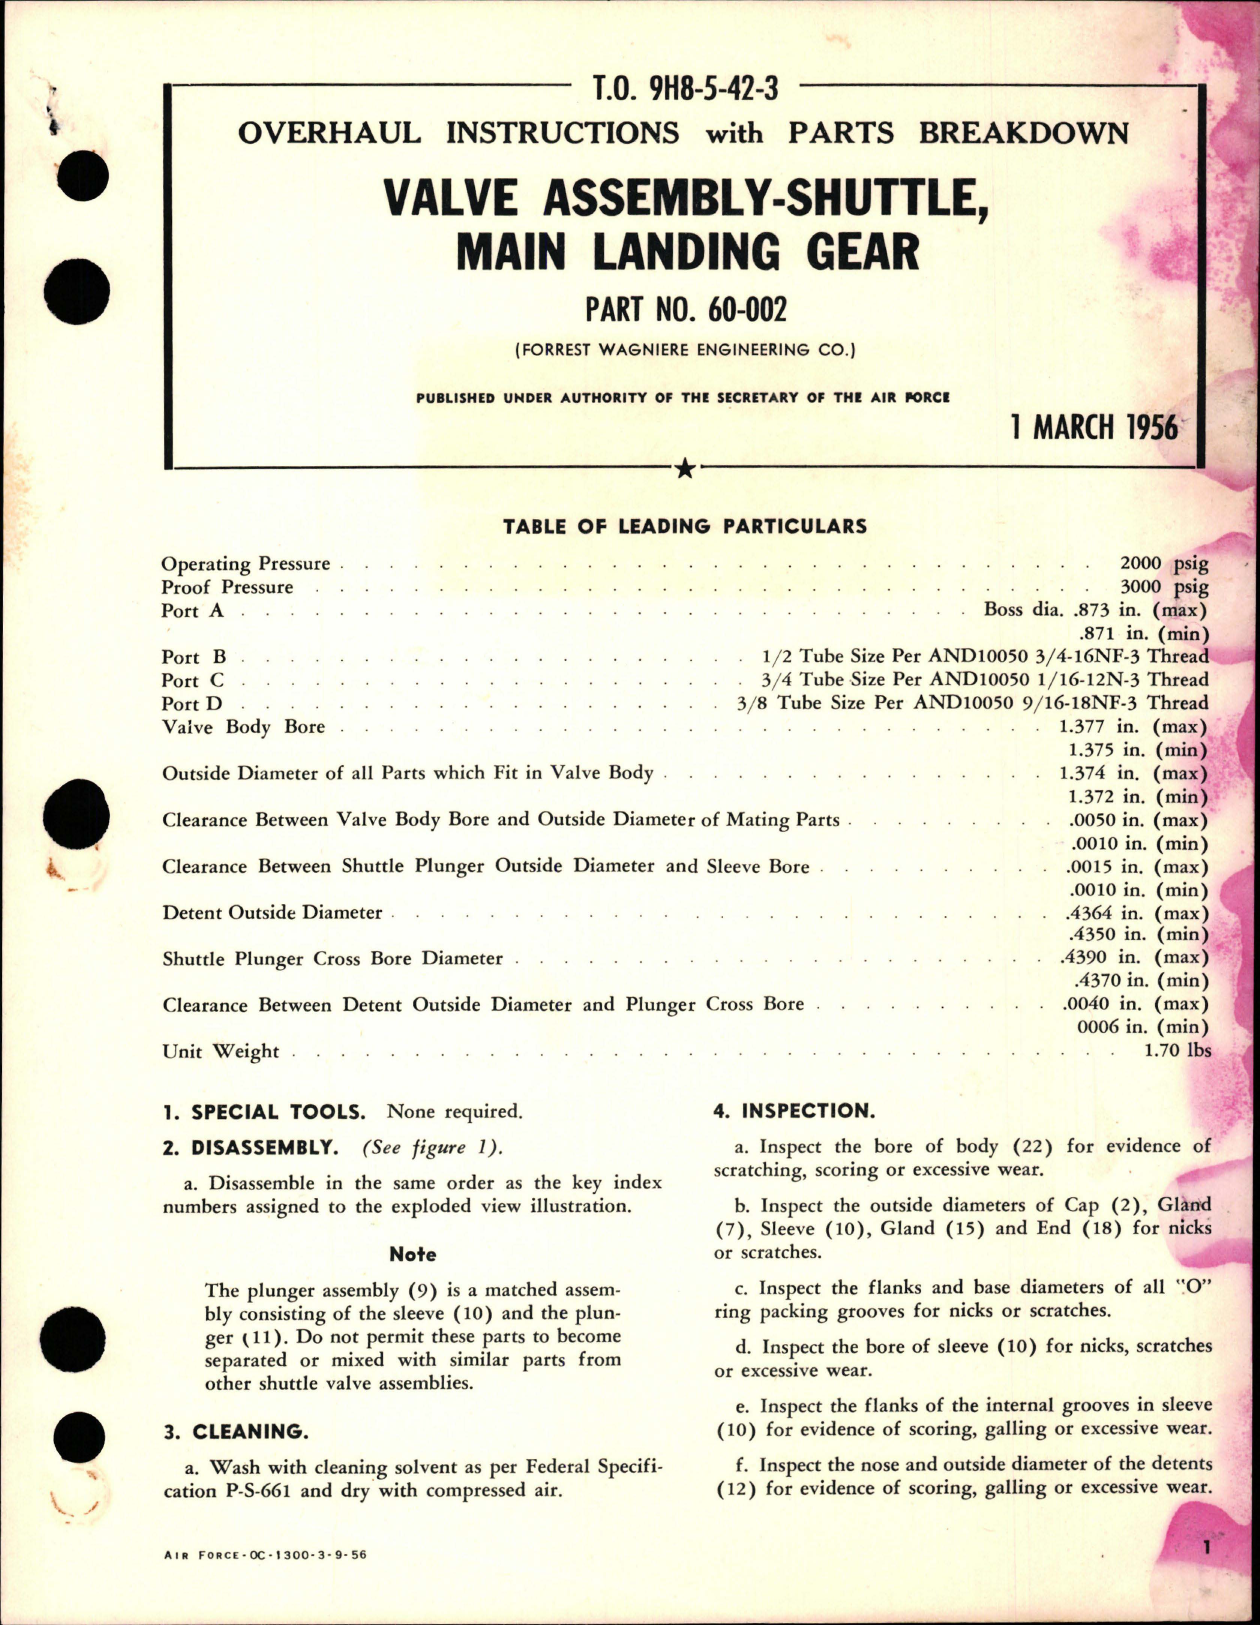 T.O. 9H8-5-42-3
OVERHAUL INSTRUCTIONS with PARTS BREAKDOWN
VALVE ASSEMBLY-SHUTTLE,
MAIN LANDING GEAR
PART NO. 60-002
(FORREST WAGNIERE ENGINEERING CO.)
PUBLISHED UNDER AUTHORITY OF THE SECRETARY OF THE AIR FORCE
1 MARCH 1956
TABLE OF LEADING PARTICULARS
Operating Pressure . . . . . . . . . . 2000 psig
Proof Pressure . . . . . . . . . . 3000 psig
Port A . . . . . . . . . . Boss dia. .873 in. (max)
.871 in. (min)
Port B . . . . . . . . . . 1/2 Tube Size Per AND10050 3/4-16NF-3 Thread
Port C . . . . . . . . . . 3/4 Tube Size Per AND10050 1/16-12N-3 Thread
Port D . . . . . . . . . . 3/8 Tube Size Per AND10050 9/16-18NF-3 Thread
Valve Body Bore . . . . . . . . . . 1.377 in. (max)
1.375 in. (min)
Outside Diameter of all Parts which Fit in Valve Body . . . . . . . . . . 1.374 in. (max)
1.372 in. (min)
Clearance Between Valve Body Bore and Outside Diameter of Mating Parts . . . . . . . . . .0050 in. (max)
.0010 in. (min)
Clearance Between Shuttle Plunger Outside Diameter and Sleeve Bore . . . . . . . . . . .0015 in. (max)
.0010 in. (min)
Detent Outside Diameter . . . . . . . . . . .4364 in. (max)
.4350 in. (min)
Shuttle Plunger Cross Bore Diameter . . . . . . . . . . .4390 in. (max)
.4370 in. (min)
Clearance Between Detent Outside Diameter and Plunger Cross Bore . . . . . . . . . . .0040 in. (max)
0006 in. (min)
Unit Weight . . . . . . . . . . 1.70 lbs
1. SPECIAL TOOLS. None required.
2. DISASSEMBLY. (See figure 1).
a. Disassemble in the same order as the key index
numbers assigned to the exploded view illustration.
Note
The plunger assembly (9) is a matched assem-
bly consisting of the sleeve (10) and the plun-
ger (11). Do not permit these parts to become
separated or mixed with similar parts from
other shuttle valve assemblies.
3. CLEANING.
a. Wash with cleaning solvent as per Federal Specifi-
cation P-S-661 and dry with compressed air.
4. INSPECTION.
a. Inspect the bore of body (22) for evidence of
scratching, scoring or excessive wear.
b. Inspect the outside diameters of Cap (2), Gland
(7), Sleeve (10), Gland (15) and End (18) for nicks
or scratches.
c. Inspect the flanks and base diameters of all "O"
ring packing grooves for nicks or scratches.
d. Inspect the bore of sleeve (10) for nicks, scratches
or excessive wear.
e. Inspect the flanks of the internal grooves in sleeve
(10) for evidence of scoring, galling or excessive wear.
f. Inspect the nose and outside diameter of the detents
(12) for evidence of scoring, galling or excessive wear.
AIR FORCE-OC-1300-3-9-56
1